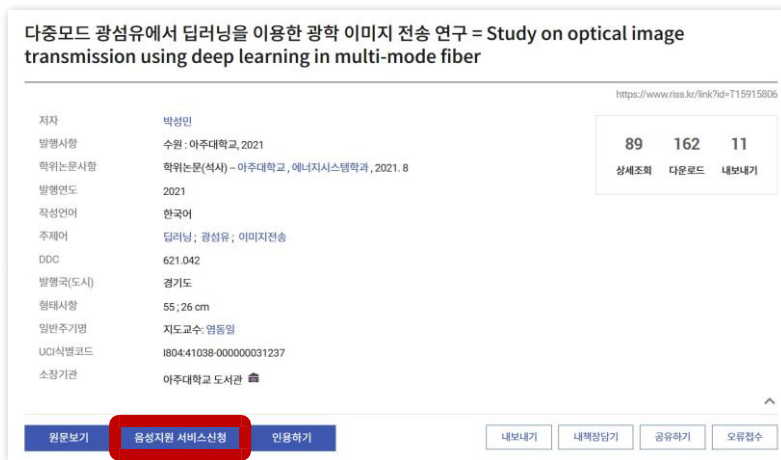 다중모드 광섬유에서 딥러닝을 이용한 광학 이미지 전송 연구 = Study on optical image
transmission using deep learning in multi-mode fiber
https://www.riss.kr/link?id=T15915806
저자 박성민
발행사항 수원 : 아주대학교, 2021
학위논문사항 학위논문(석사) – 아주대학교 , 에너지시스템학과 , 2021. 8
발행연도 2021
작성언어 한국어
주제어 딥러닝 ; 광섬유 ; 이미지전송
DDC 621.042
발행국(도시) 경기도
형태사항 55 ; 26 cm
일반주기명 지도교수: 염동일
UCI식별코드 I804:41038-000000031237
소장기관 아주대학교 도서관
89 162 11
상세조회 다운로드 내보내기
원문보기 음성지원 서비스신청 인용하기 내보내기 내책장담기 공유하기 오류접수